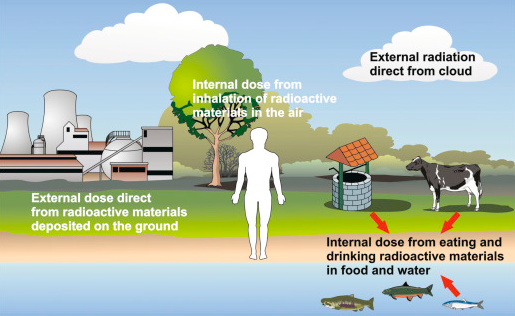 External radiation
direct from cloud
Internal dose from
inhalation of radioactive
materials in the air
External dose direct
from radioactive materials
deposited on the ground
Internal dose from eating and
drinking radioactive materials
in food and water